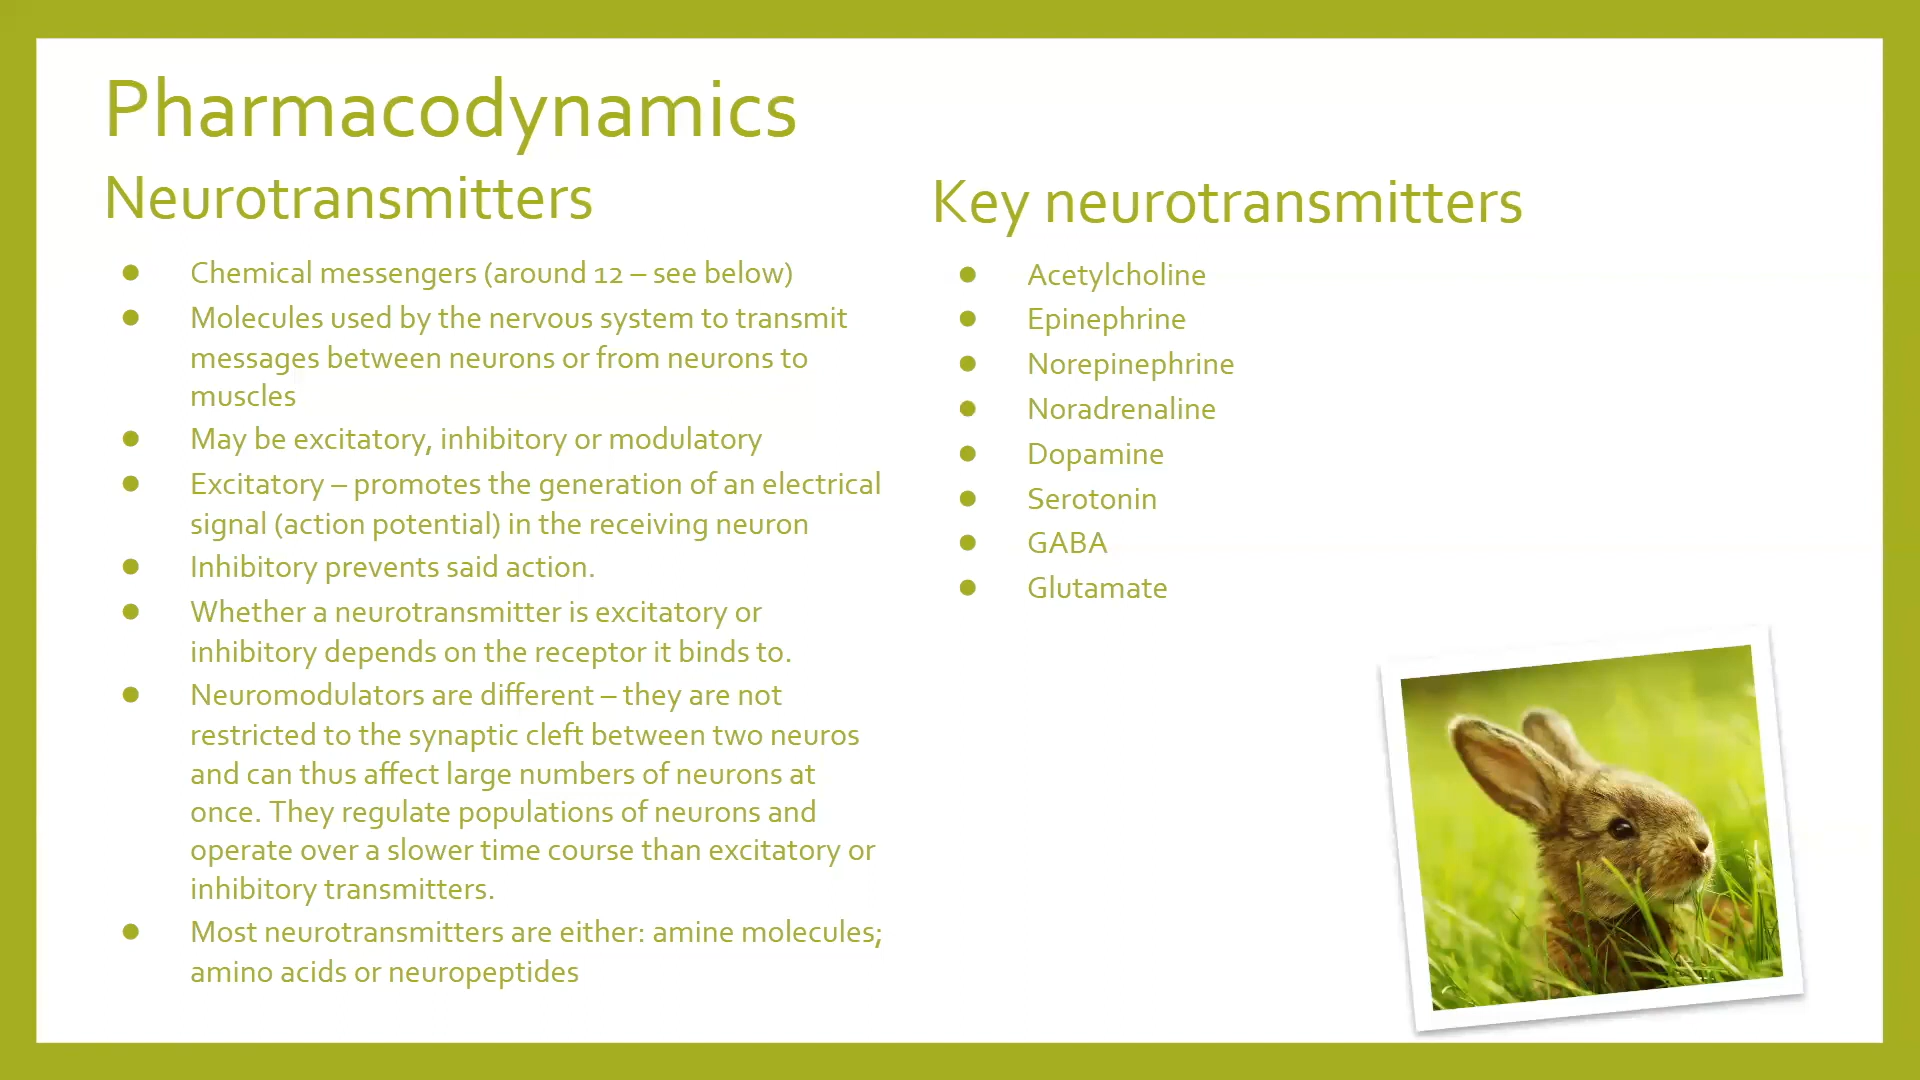 Pharmacodynamics
Neurotransmitters
● Chemical messengers (around 12 – see below)
● Molecules used by the nervous system to transmit
messages between neurons or from neurons to
muscles
● May be excitatory, inhibitory or modulatory
● Excitatory – promotes the generation of an electrical
signal (action potential) in the receiving neuron
● Inhibitory prevents said action.
● Whether a neurotransmitter is excitatory or
inhibitory depends on the receptor it binds to.
● Neuromodulators are different – they are not
restricted to the synaptic cleft between two neuros
and can thus affect large numbers of neurons at
once. They regulate populations of neurons and
operate over a slower time course than excitatory or
inhibitory transmitters.
● Most neurotransmitters are either: amine molecules;
amino acids or neuropeptides
Key neurotransmitters
● Acetylcholine
● Epinephrine
● Norepinephrine
● Noradrenaline
● Dopamine
● Serotonin
● GABA
● Glutamate